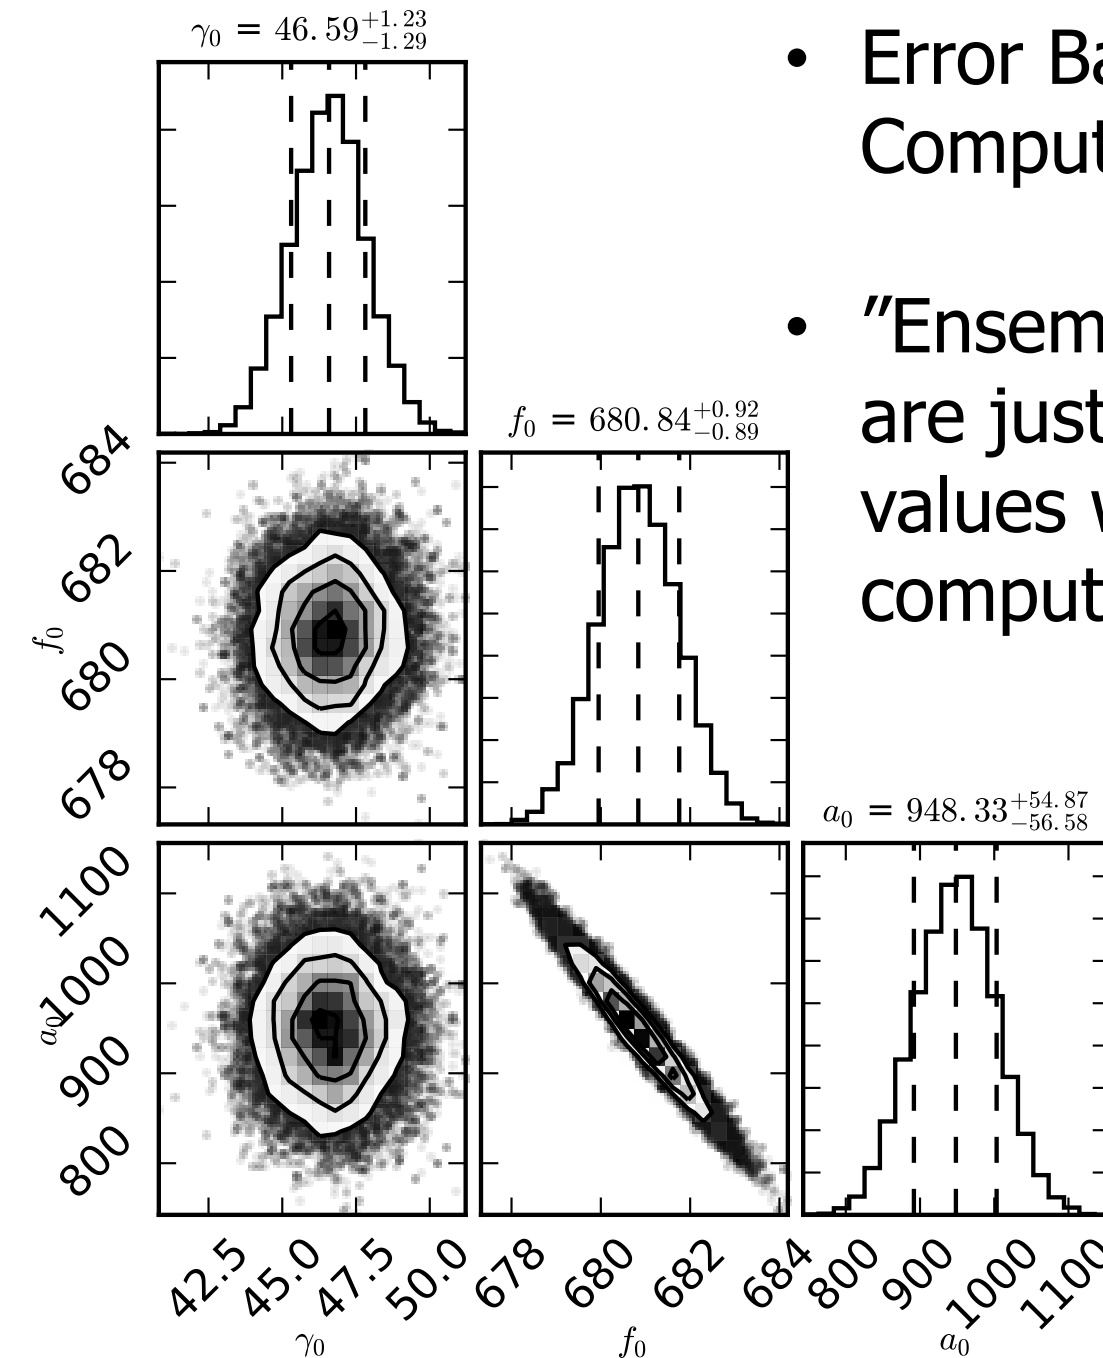 γ₀ = 46.59+1.23 −1.29
• Error Ba
Comput
• ”Ensem
are just
values
comput
f₀ = 680.84+0.92 −0.89
684
682
680
678
f₀
a₀ = 948.33+54.87 −56.58
1100
1000
900
800
a₀
42.5 45.0 47.5 50.0 678 680 682 684 800 900 1000 1100
γ₀ f₀ a₀